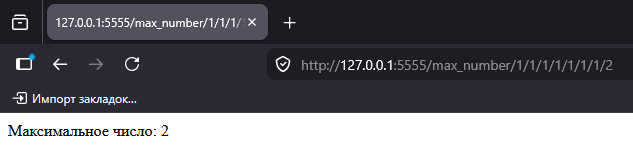 127.0.0.1:5555/max_number/1/1/1/
http://127.0.0.1:5555/max_number/1/1/1/1/1/1/1/2
Импорт закладок...
Максимальное число: 2